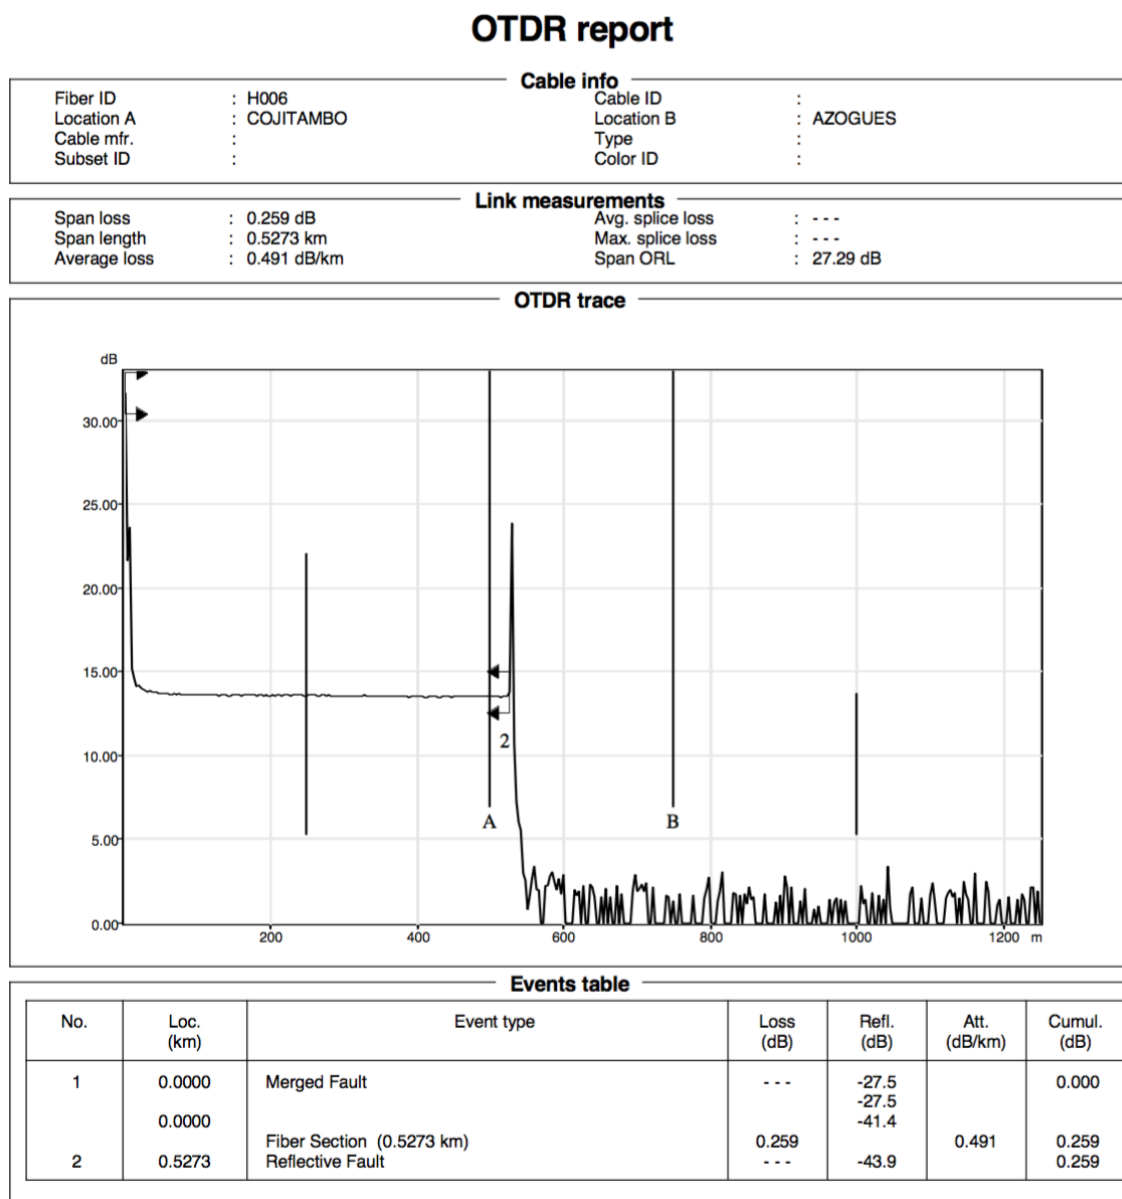 OTDR report
Cable info
Fiber ID : H006 Cable ID :
Location A : COJITAMBO Location B : AZOGUES
Cable mfr. : Type :
Subset ID : Color ID :
Link measurements
Span loss : 0.259 dB Avg. splice loss : - - -
Span length : 0.5273 km Max. splice loss : - - -
Average loss : 0.491 dB/km Span ORL : 27.29 dB
OTDR trace
dB
30.00
25.00
20.00
15.00
10.00
5.00
0.00
2
A B
200 400 600 800 1000 1200 m
Events table
No. Loc. Event type Loss Refl. Att. Cumul.
(km) (dB) (dB) (dB/km) (dB)
1 0.0000 Merged Fault - - - -27.5 0.000
-27.5
0.0000 -41.4
Fiber Section (0.5273 km) 0.259 0.491 0.259
2 0.5273 Reflective Fault - - - -43.9 0.259